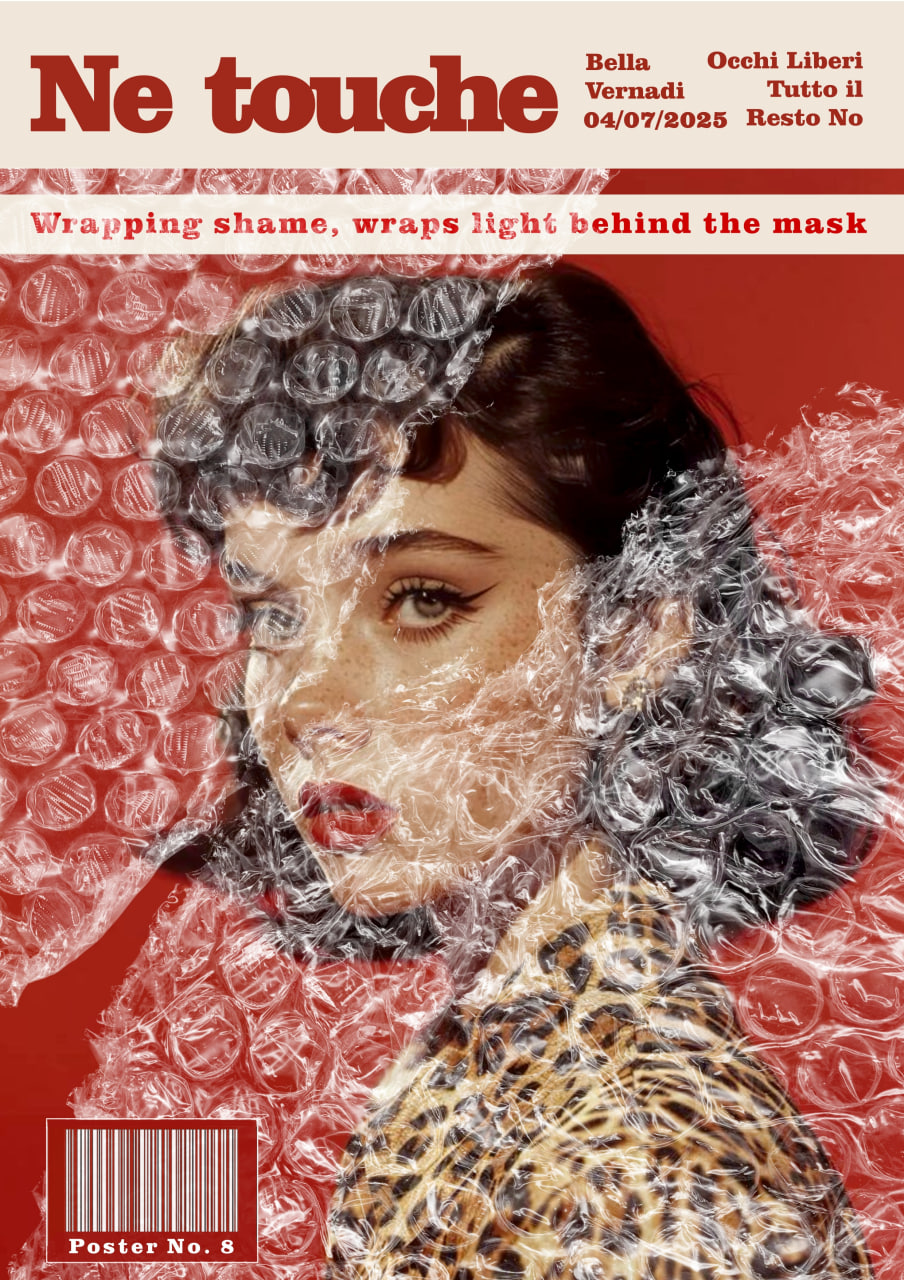 Ne touche
Bella
Vernadi
04/07/2025
Occhi Liberi
Tutto il
Resto No
Wrapping shame, wraps light behind the mask
Poster No. 8